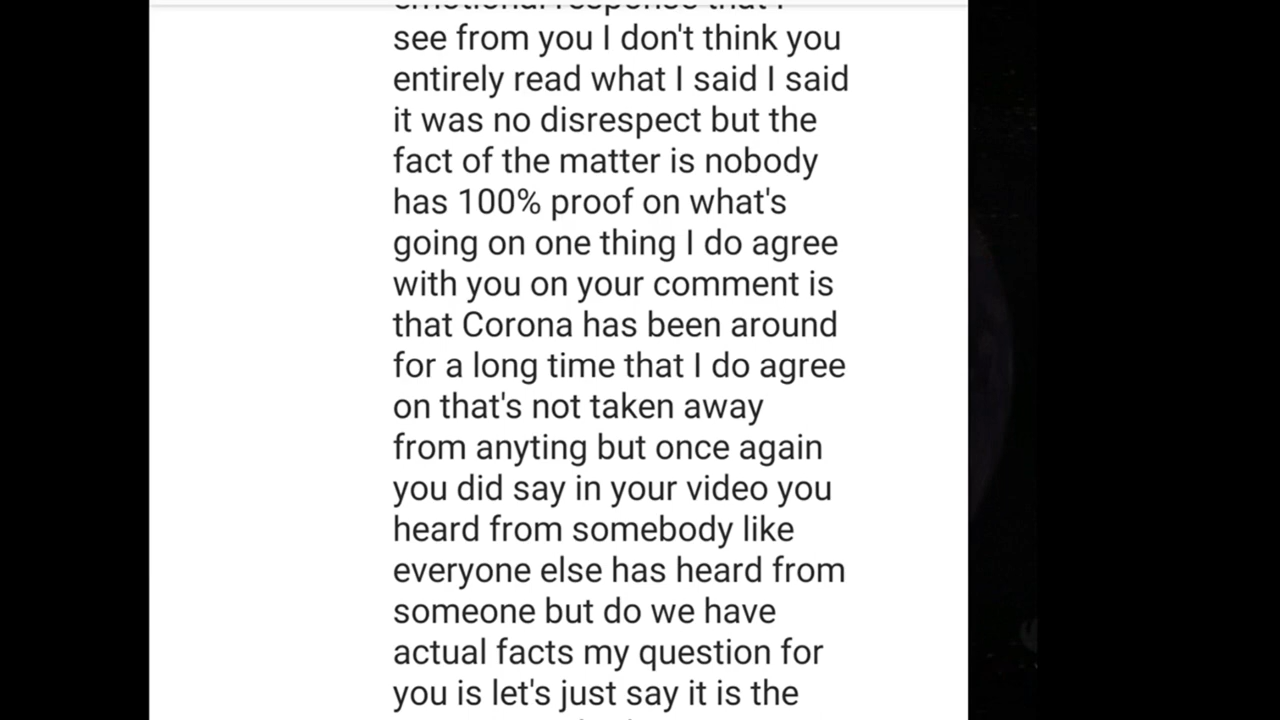 emotional response that I
see from you I don't think you
entirely read what I said I said
it was no disrespect but the
fact of the matter is nobody
has 100% proof on what's
going on one thing I do agree
with you on your comment is
that Corona has been around
for a long time that I do agree
on that's not taken away
from anyting but once again
you did say in your video you
heard from somebody like
everyone else has heard from
someone but do we have
actual facts my question for
you is let's just say it is the